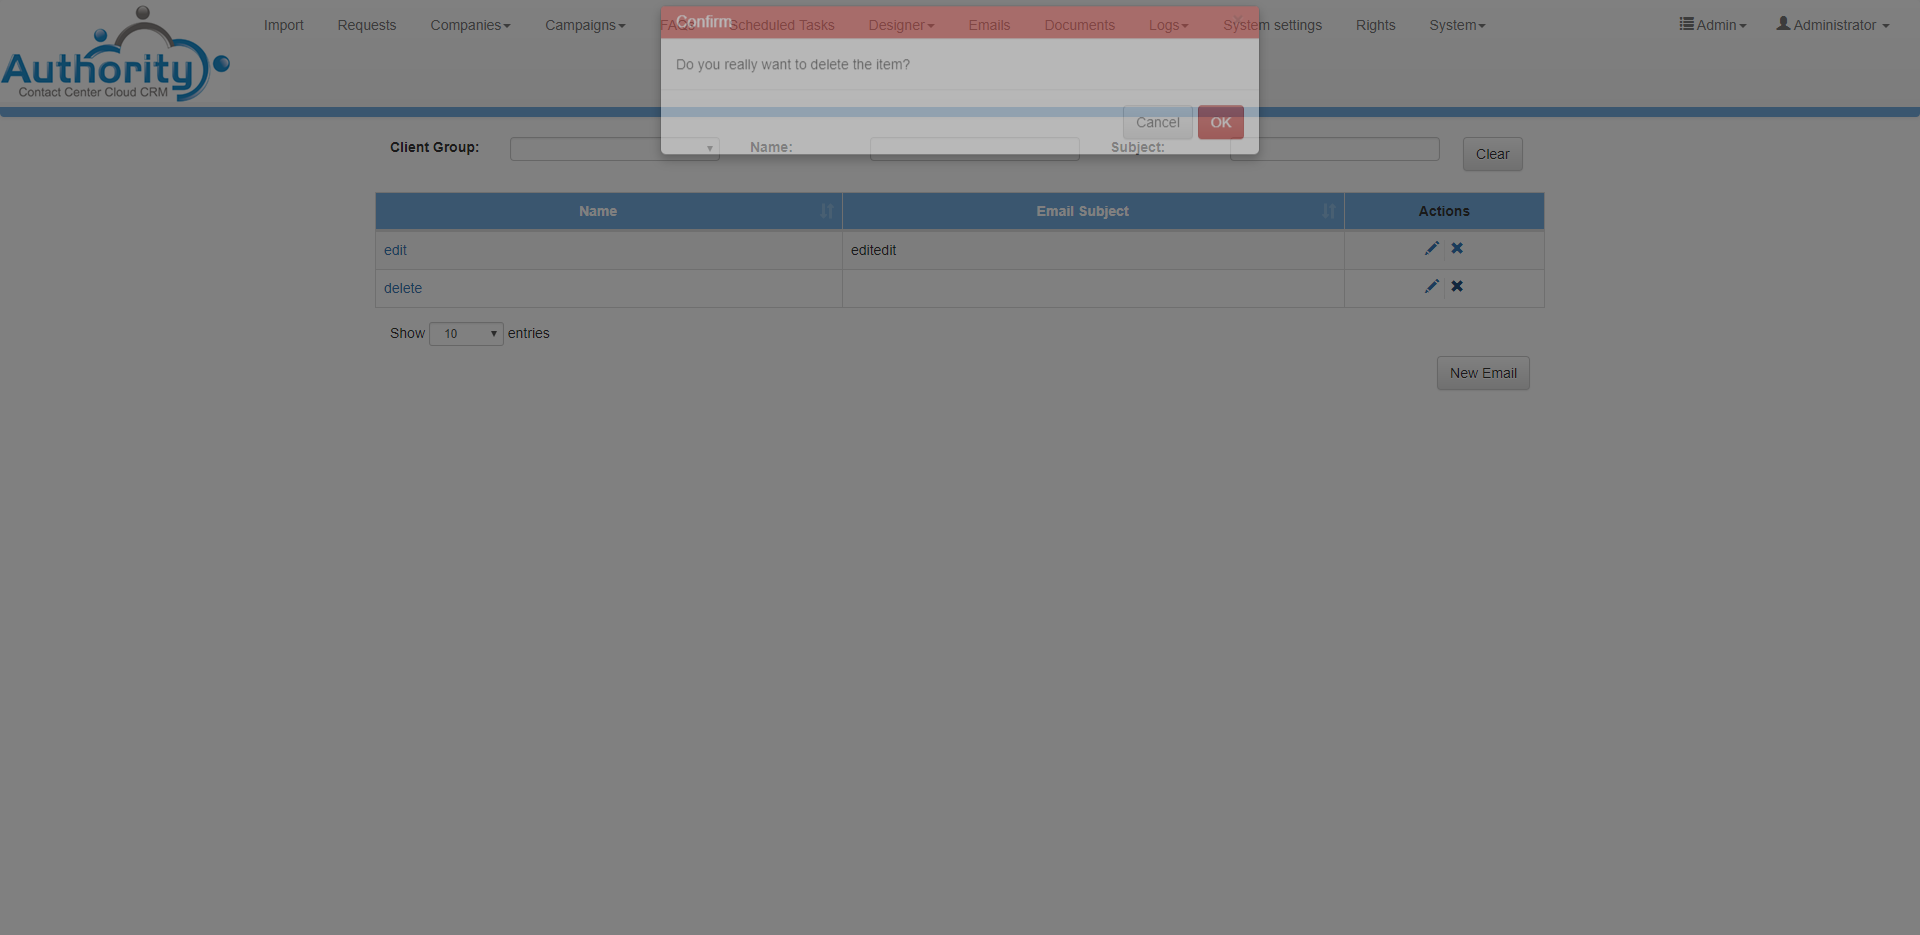 Import Requests Companies Campaigns FAQs Scheduled Tasks Designer Emails Documents Logs System settings Rights System Admin Administrator
Confirm
Authority
Contact Center Cloud CRM
Do you really want to delete the item?
Cancel OK
Client Group: Name: Subject: Clear
Name Email Subject Actions
edit editedit
delete
Show 10 entries
New Email